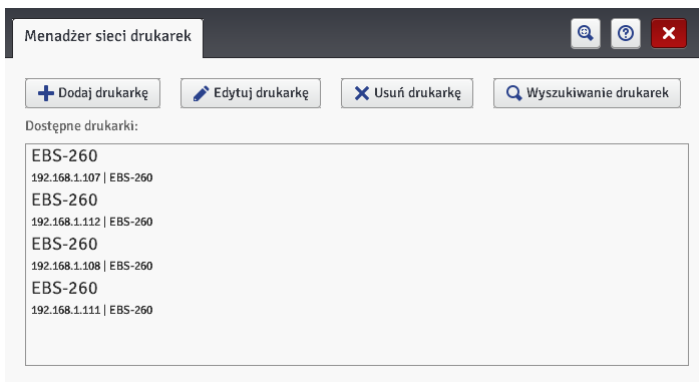 Menadżer sieci drukarek
Dodaj drukarkę Edytuj drukarkę Usuń drukarkę Wyszukiwanie drukarek
Dostępne drukarki:
EBS-260
192.168.1.107 | EBS-260
EBS-260
192.168.1.112 | EBS-260
EBS-260
192.168.1.108 | EBS-260
EBS-260
192.168.1.111 | EBS-260